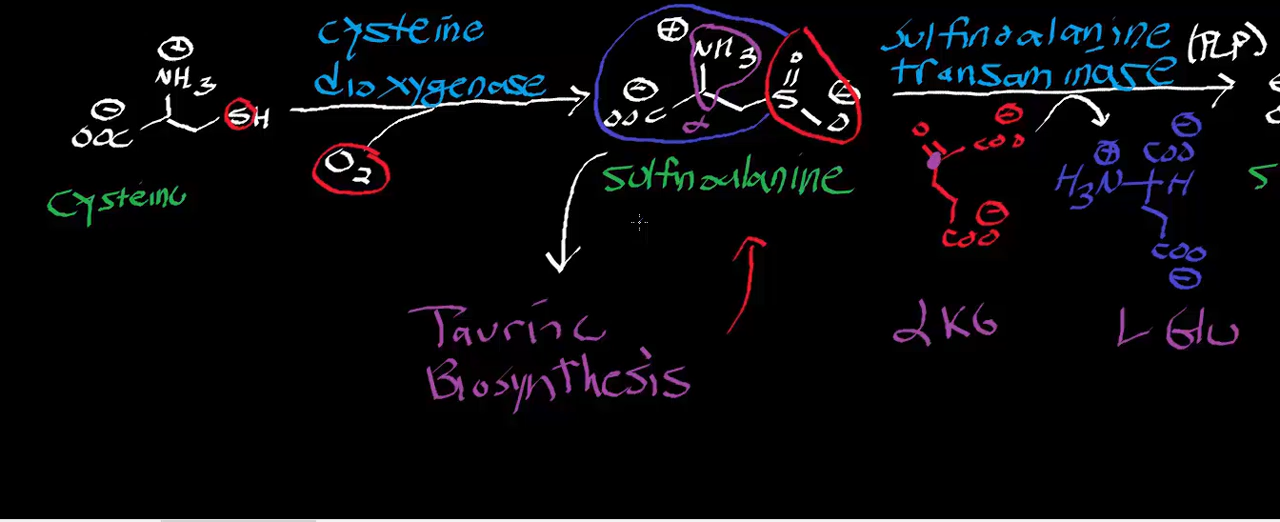 cysteine
dioxygenase
O2
⊕
NH3
⊖
OOC
SH
cysteine
⊕
NH3
⊖
OOC
α
O
S
⊖
O
sulfinoalanine
sulfinoalanine (PLP)
transaminase
O
⊖
COO
⊖
COO
αKG
⊖
⊕ COO
H3N H
COO
⊖
L Glu
S
Taurine
Biosynthesis